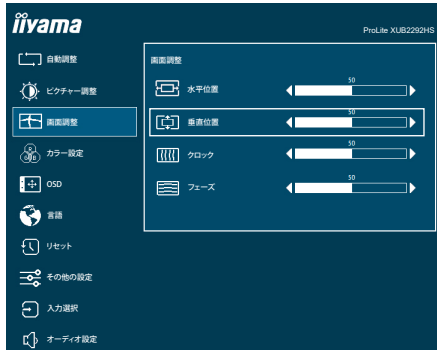 iiyama
ProLite XUB2292HS
自動調整
ピクチャー調整
画面調整
カラー設定
OSD
言語
リセット
その他の設定
入力選択
オーディオ設定
画面調整
水平位置
50
垂直位置
50
クロック
50
フェーズ
50